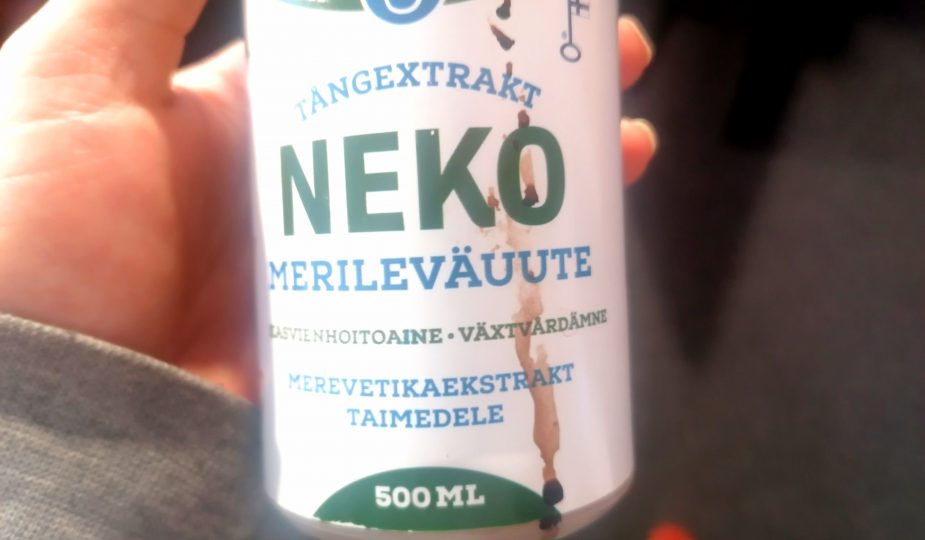 TÅNGEXTRAKT
NEKO
MERILEVÄUUTE
KASVIENHOITOAINE • VÄXTVÅRDÄMNE
MEREVETIKAEKSTRAKT
TAIMEDELE
500 ML